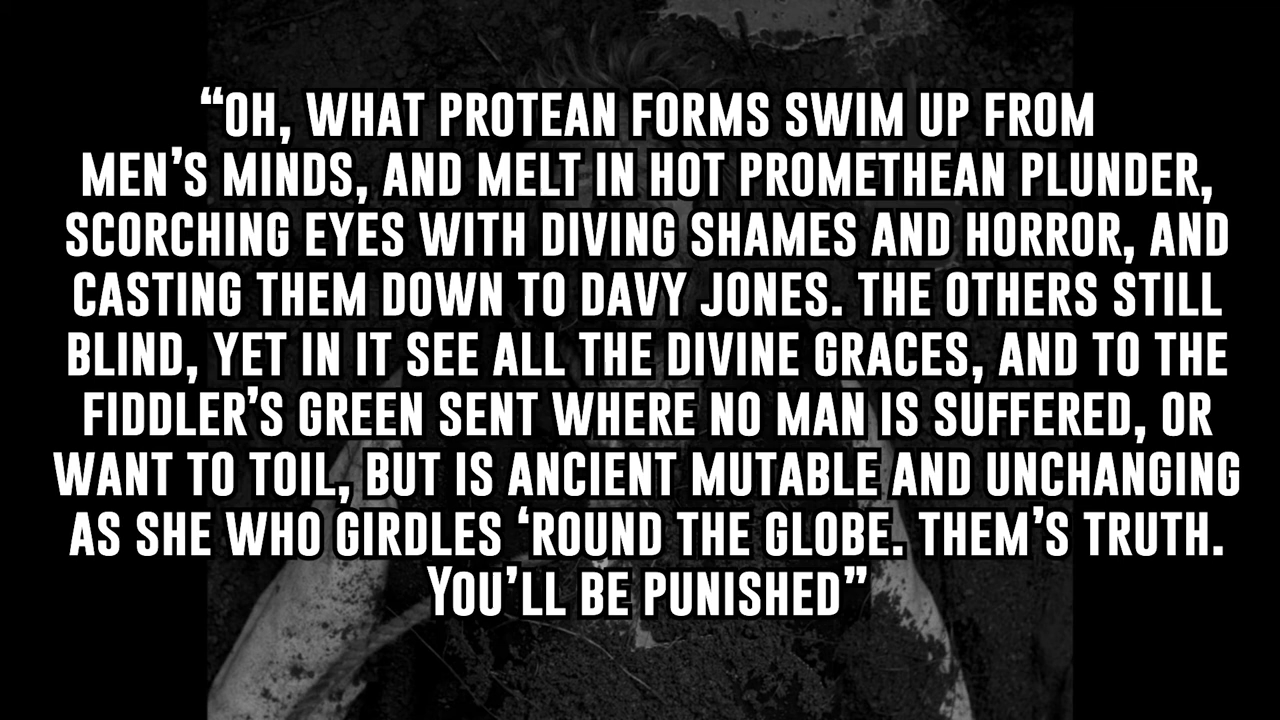 “OH, WHAT PROTEAN FORMS SWIM UP FROM
MEN’S MINDS, AND MELT IN HOT PROMETHEAN PLUNDER,
SCORCHING EYES WITH DIVING SHAMES AND HORROR, AND
CASTING THEM DOWN TO DAVY JONES. THE OTHERS STILL
BLIND, YET IN IT SEE ALL THE DIVINE GRACES, AND TO THE
FIDDLER’S GREEN SENT WHERE NO MAN IS SUFFERED, OR
WANT TO TOIL, BUT IS ANCIENT MUTABLE AND UNCHANGING
AS SHE WHO GIRDLES ‘ROUND THE GLOBE. THEM’S TRUTH.
YOU’LL BE PUNISHED”